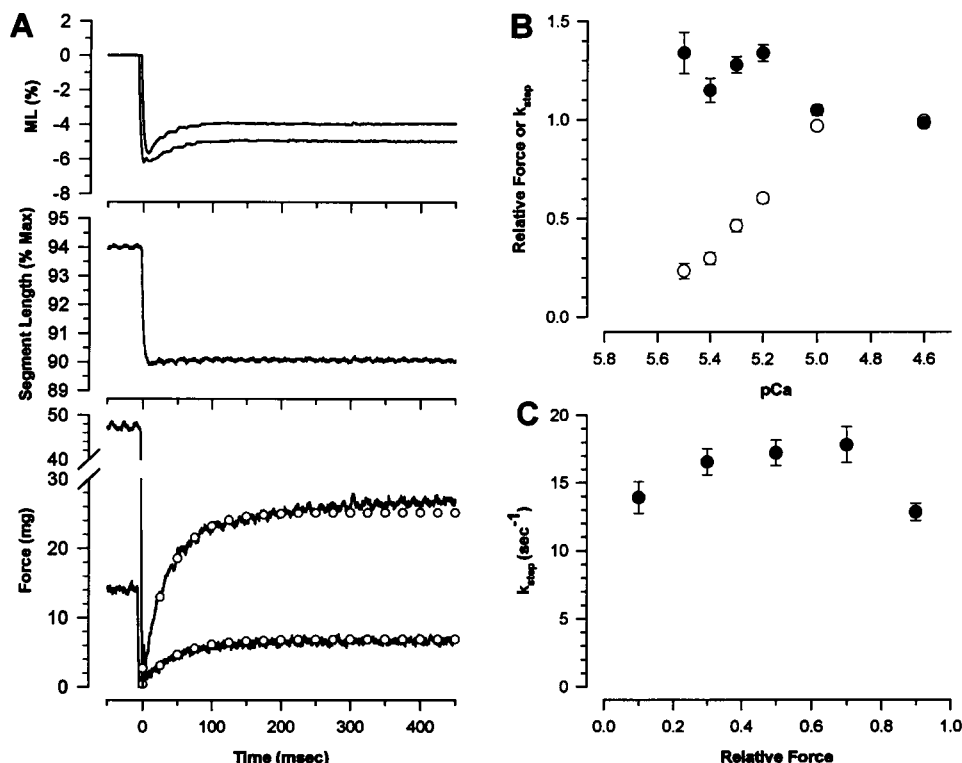 A
2
0
-2
-4
-6
-8
ML (%)
95
94
93
92
91
90
89
Segment Length (% Max)
50
40
30
20
10
0
Force (mg)
0 100 200 300 400
Time (msec)
B
1.5
1.0
0.5
0.0
Relative Force or kstep
5.8 5.6 5.4 5.2 5.0 4.8 4.6
pCa
C
20
18
15
13
10
8
5
3
0
kstep (sec-1)
0.0 0.2 0.4 0.6 0.8 1.0
Relative Force